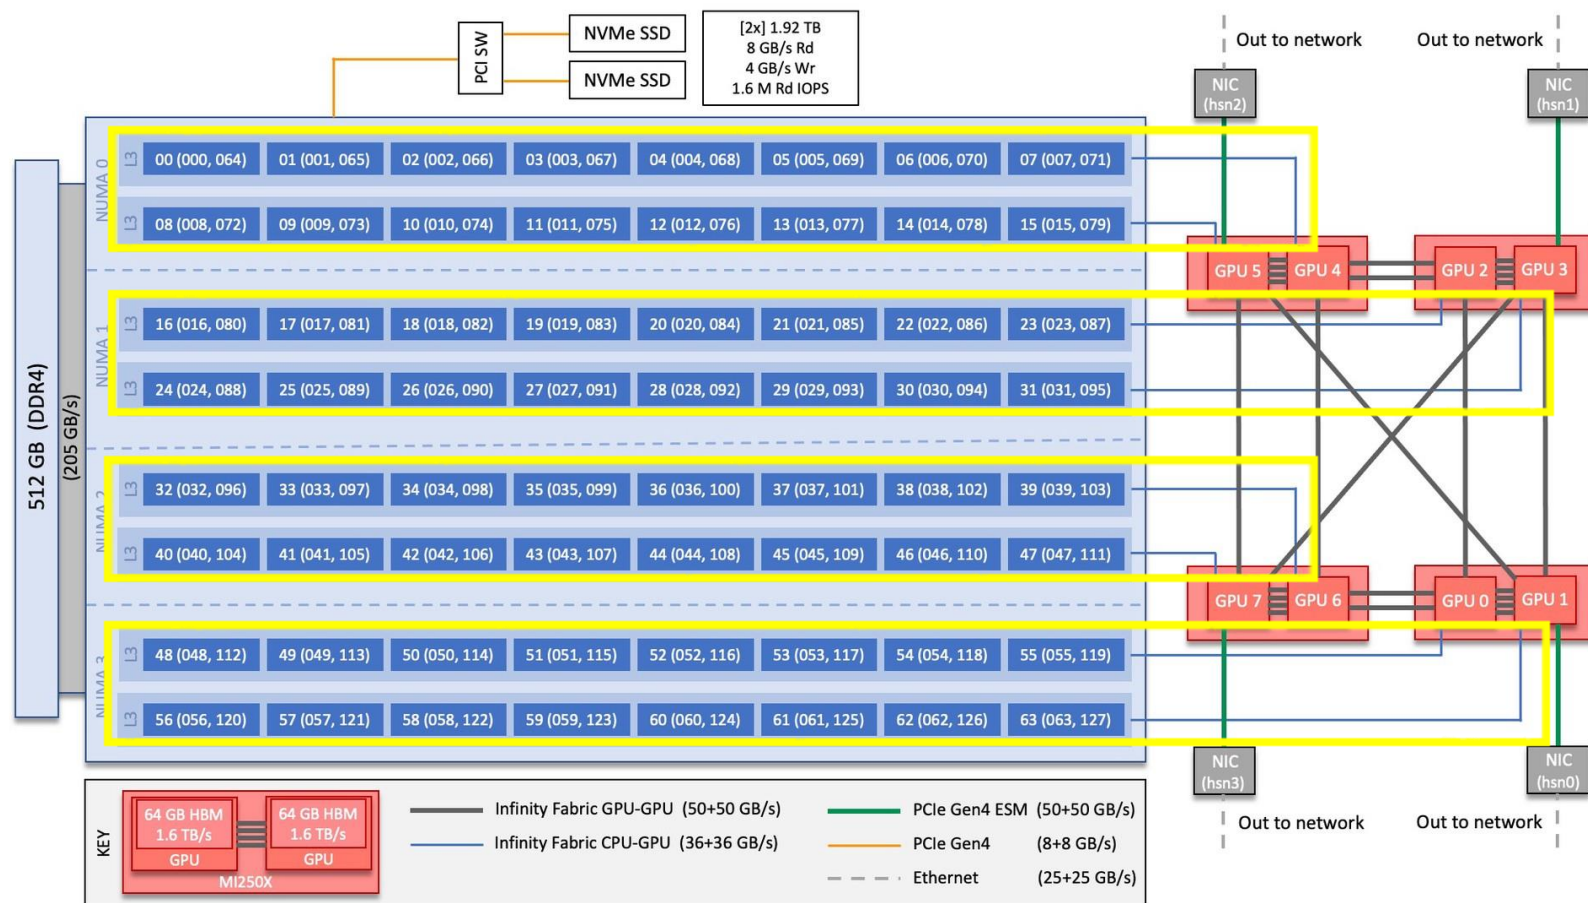 NVMe SSD
NVMe SSD
PCI SW
[2x] 1.92 TB
8 GB/s Rd
4 GB/s Wr
1.6 M Rd IOPS
Out to network
Out to network
NIC
(hsn2)
NIC
(hsn1)
512 GB (DDR4)
(205 GB/s)
NUMA 0
L3 00 (000, 064) 01 (001, 065) 02 (002, 066) 03 (003, 067) 04 (004, 068) 05 (005, 069) 06 (006, 070) 07 (007, 071)
L3 08 (008, 072) 09 (009, 073) 10 (010, 074) 11 (011, 075) 12 (012, 076) 13 (013, 077) 14 (014, 078) 15 (015, 079)
GPU 5 GPU 4 GPU 2 GPU 3
NUMA 1
L3 16 (016, 080) 17 (017, 081) 18 (018, 082) 19 (019, 083) 20 (020, 084) 21 (021, 085) 22 (022, 086) 23 (023, 087)
L3 24 (024, 088) 25 (025, 089) 26 (026, 090) 27 (027, 091) 28 (028, 092) 29 (029, 093) 30 (030, 094) 31 (031, 095)
NUMA 2
L3 32 (032, 096) 33 (033, 097) 34 (034, 098) 35 (035, 099) 36 (036, 100) 37 (037, 101) 38 (038, 102) 39 (039, 103)
L3 40 (040, 104) 41 (041, 105) 42 (042, 106) 43 (043, 107) 44 (044, 108) 45 (045, 109) 46 (046, 110) 47 (047, 111)
GPU 7 GPU 6 GPU 0 GPU 1
NUMA 3
L3 48 (048, 112) 49 (049, 113) 50 (050, 114) 51 (051, 115) 52 (052, 116) 53 (053, 117) 54 (054, 118) 55 (055, 119)
L3 56 (056, 120) 57 (057, 121) 58 (058, 122) 59 (059, 123) 60 (060, 124) 61 (061, 125) 62 (062, 126) 63 (063, 127)
NIC
(hsn3)
NIC
(hsn0)
Out to network
Out to network
KEY
64 GB HBM
1.6 TB/s
GPU
64 GB HBM
1.6 TB/s
GPU
MI250X
Infinity Fabric GPU-GPU (50+50 GB/s)
Infinity Fabric CPU-GPU (36+36 GB/s)
PCIe Gen4 ESM (50+50 GB/s)
PCIe Gen4 (8+8 GB/s)
Ethernet (25+25 GB/s)